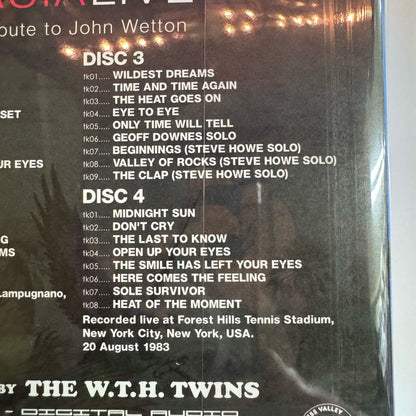 ribute to John Wetton
DISC 3
tk01..... WILDEST DREAMS
tk02..... TIME AND TIME AGAIN
tk03..... THE HEAT GOES ON
tk04..... EYE TO EYE
tk05..... ONLY TIME WILL TELL
tk06..... GEOFF DOWNES SOLO
tk07..... BEGINNINGS (STEVE HOWE SOLO)
tk08..... VALLEY OF ROCKS (STEVE HOWE SOLO)
tk09..... THE CLAP (STEVE HOWE SOLO)
SET
UR EYES
DISC 4
tk01..... MIDNIGHT SUN
tk02..... DON'T CRY
tk03..... THE LAST TO KNOW
tk04..... OPEN UP YOUR EYES
tk05..... THE SMILE HAS LEFT YOUR EYES
tk06..... HERE COMES THE FEELING
tk07..... SOLE SURVIVOR
tk08..... HEAT OF THE MOMENT
Lampugnano,
Recorded live at Forest Hills Tennis Stadium,
New York City, New York, USA.
20 August 1983
BY THE W.T.H. TWINS
- DIGITAL AUDIO
VALLEY